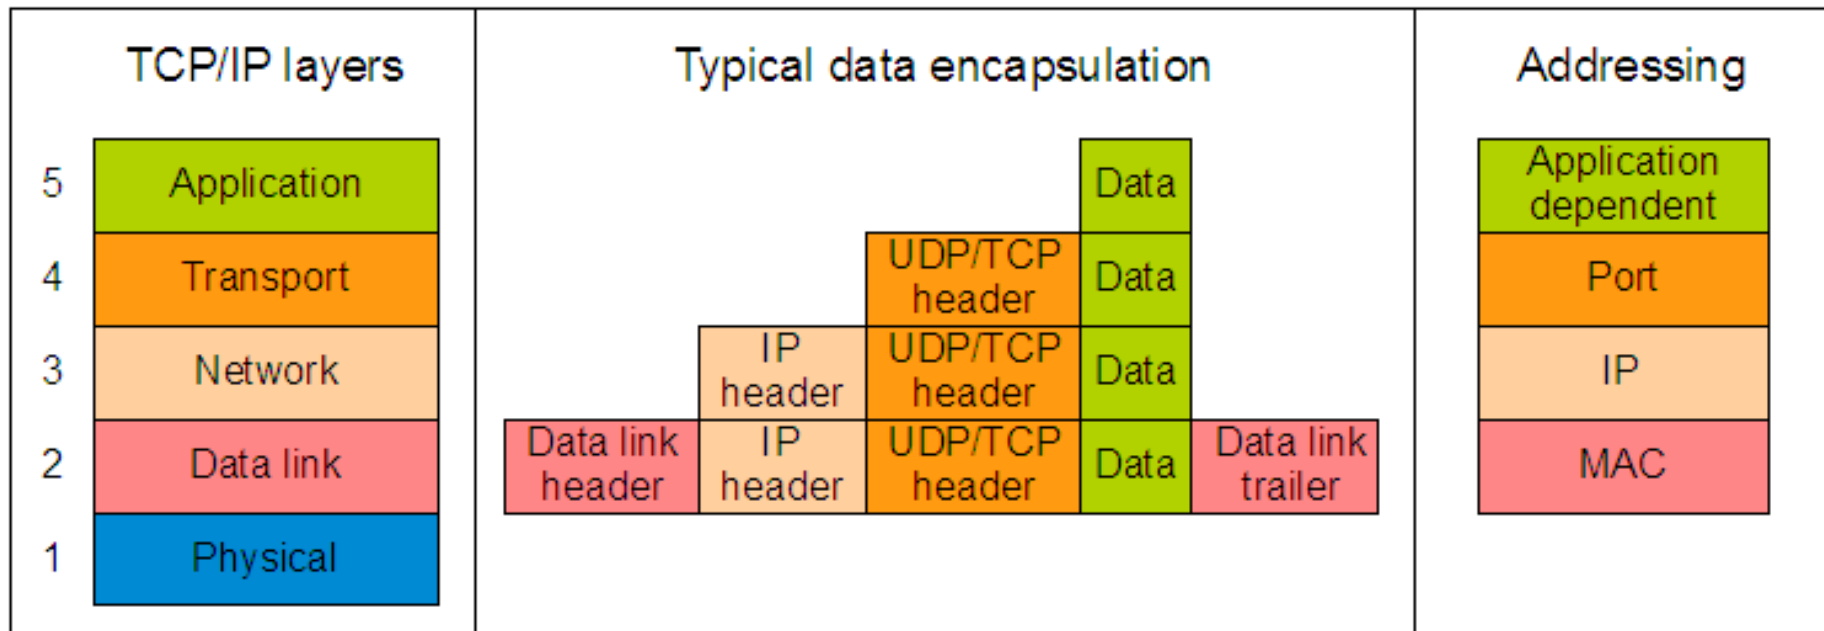 TCP/IP layers
Typical data encapsulation
Addressing
5
Application
Data
Application
dependent
4
Transport
UDP/TCP
header
Data
Port
3
Network
IP
header
UDP/TCP
header
Data
IP
2
Data link
Data link
header
IP
header
UDP/TCP
header
Data
Data link
trailer
MAC
1
Physical